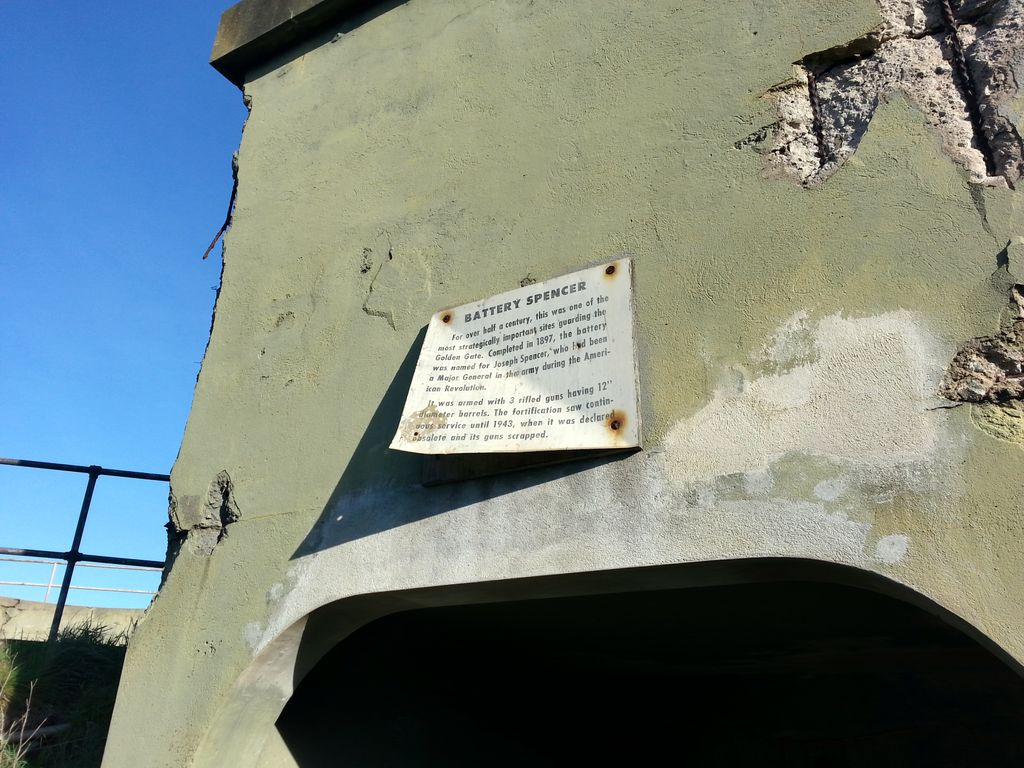 BATTERY SPENCER
For over half a century, this was one of the
most strategically important sites guarding the
Golden Gate. Completed in 1897, the battery
was named for Joseph Spencer, who had been
a Major General in the army during the Ameri-
can Revolution.
It was armed with 3 rifled guns having 12"
diameter barrels. The fortification saw contin-
uous service until 1943, when it was declared
obsolete and its guns scrapped.